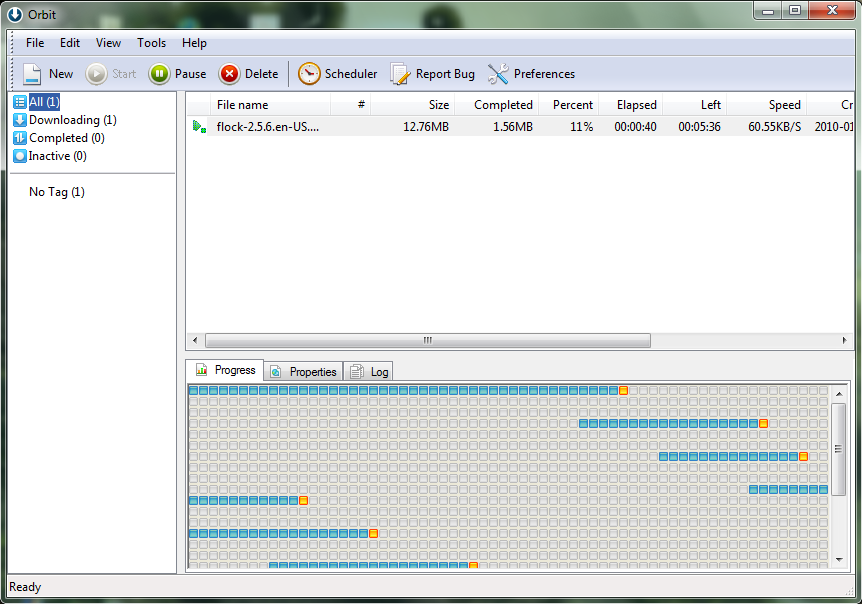 Orbit
File Edit View Tools Help
New Start Pause Delete Scheduler Report Bug Preferences
All (1)
Downloading (1)
Completed (0)
Inactive (0)
No Tag (1)
File name # Size Completed Percent Elapsed Left Speed Cr
flock-2.5.6.en-US.... 12.76MB 1.56MB 11% 00:00:40 00:05:36 60.55KB/S 2010-01
Progress Properties Log
Ready